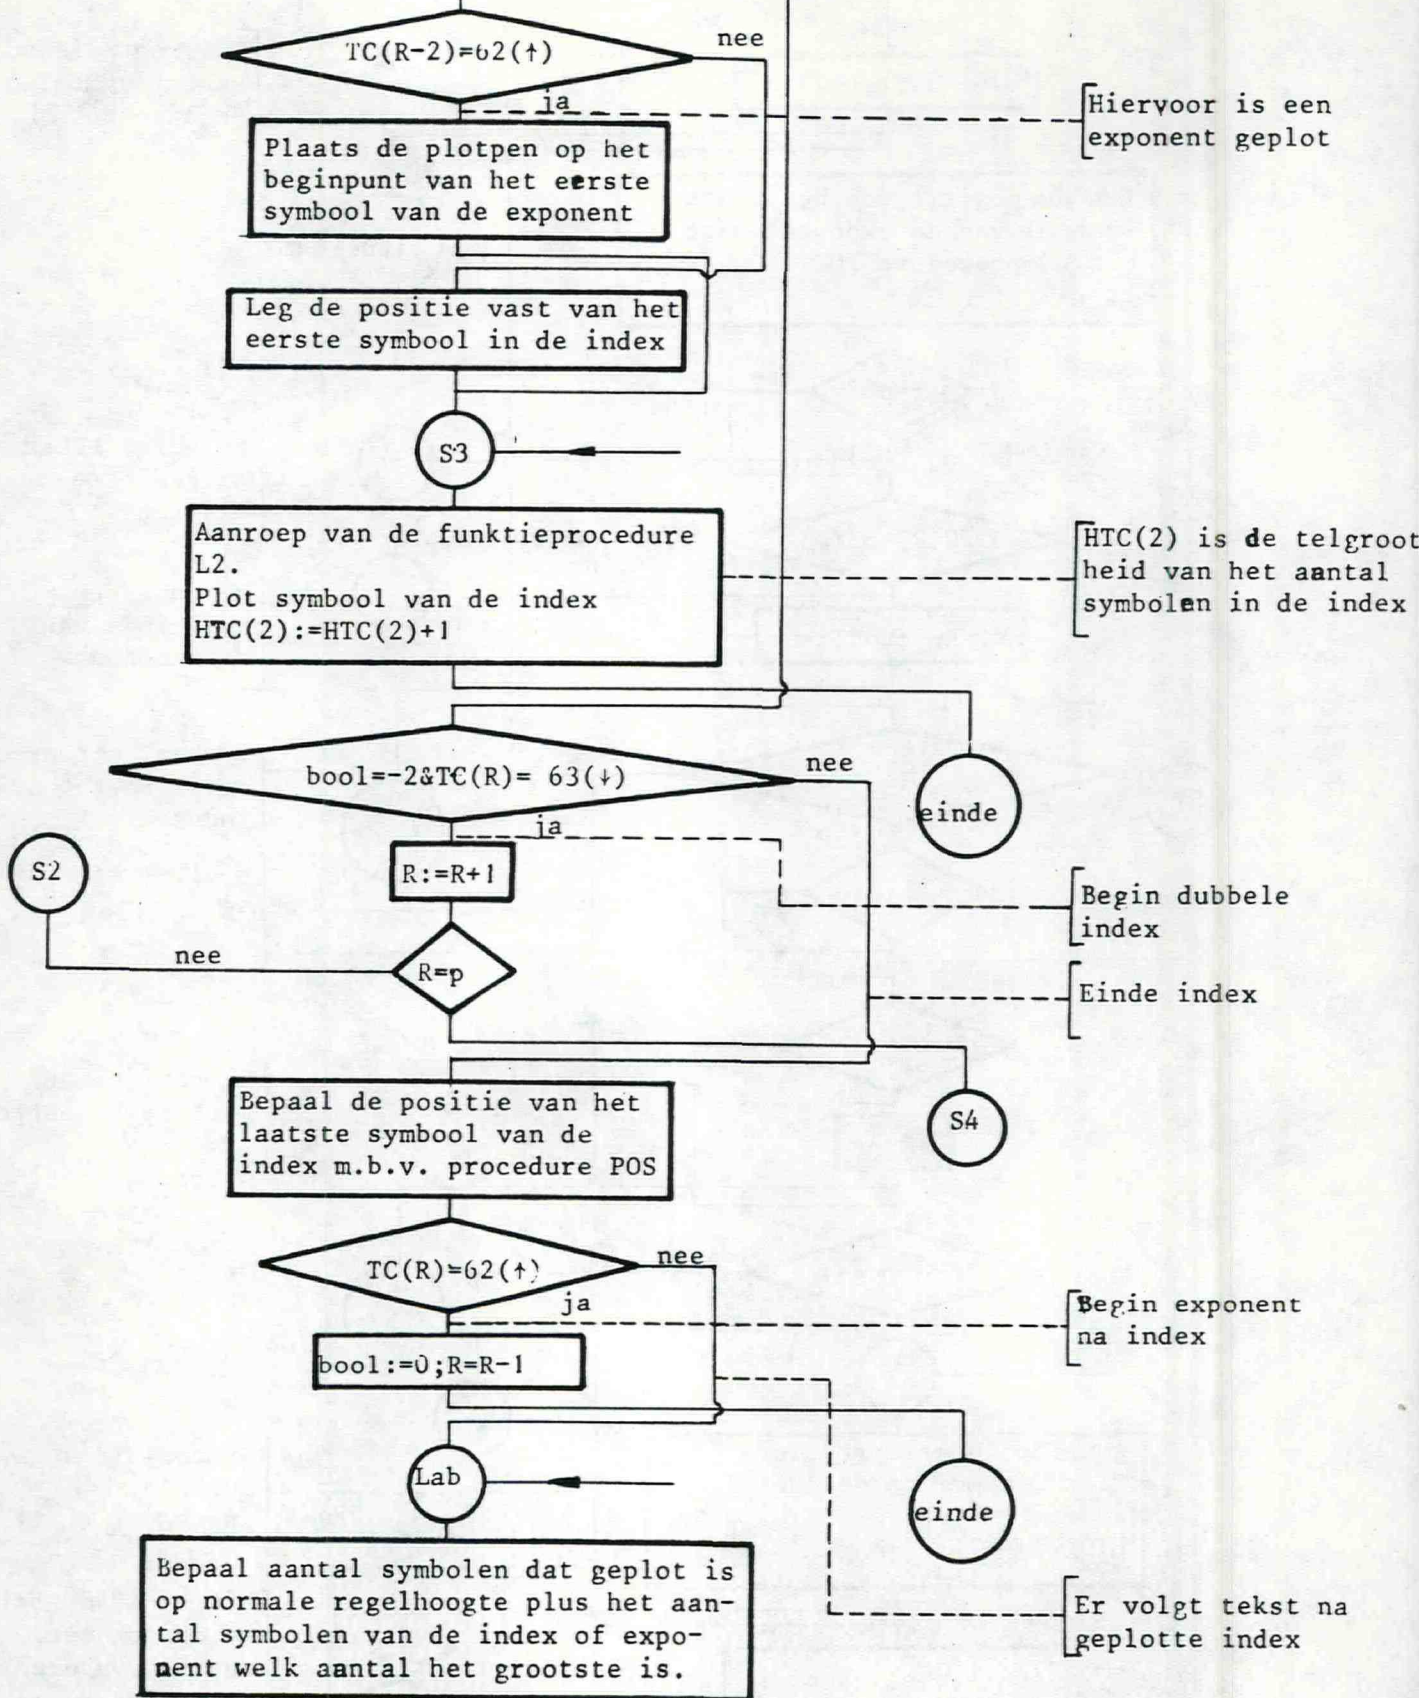 TC(R-2)=62(↑)
nee
ja
Hiervoor is een
exponent geplot
Plaats de plotpen op het
beginpunt van het eerste
symbool van de exponent
Leg de positie vast van het
eerste symbool in de index
S3
Aanroep van de funktieprocedure
L2.
Plot symbool van de index
HTC(2):=HTC(2)+1
HTC(2) is de telgroot
heid van het aantal
symbolen in de index
bool=-2&TC(R)= 63(↓)
nee
einde
ja
S2
R:=R+1
Begin dubbele
index
nee
R=p
Einde index
Bepaal de positie van het
laatste symbool van de
index m.b.v. procedure POS
S4
TC(R)=62(↑)
nee
ja
Begin exponent
na index
bool:=0;R=R-1
Lab
einde
Bepaal aantal symbolen dat geplot is
op normale regelhoogte plus het aan-
tal symbolen van de index of expo-
nent welk aantal het grootste is.
Er volgt tekst na
geplotte index